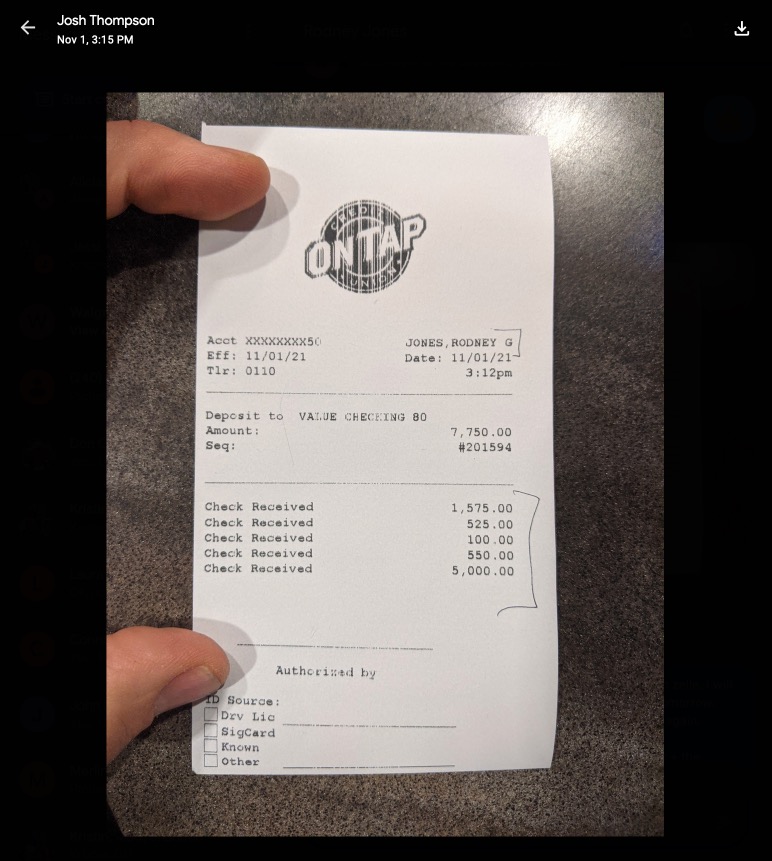 Josh Thompson
Nov 1, 3:15 PM
CREDIT
ONTAP
UNION
Acct XXXXXXXX50 JONES,RODNEY G
Eff: 11/01/21 Date: 11/01/21
Tlr: 0110 3:12pm
Deposit to VALUE CHECKING 80
Amount: 7,750.00
Seq: #201594
Check Received 1,575.00
Check Received 525.00
Check Received 100.00
Check Received 550.00
Check Received 5,000.00
Authorized by
ID Source:
Drv Lic
SigCard
Known
Other